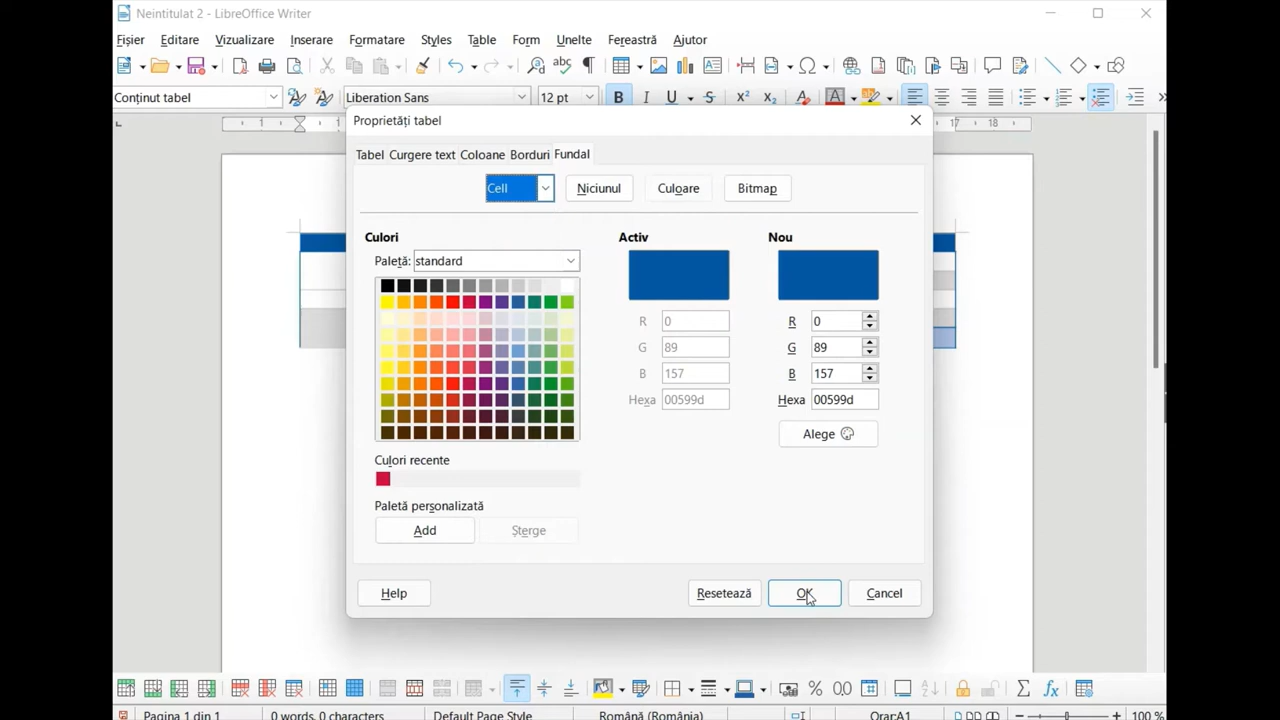 Neintitulat 2 - LibreOffice Writer
Fișier Editare Vizualizare Inserare Formatare Styles Table Form Unelte Fereastră Ajutor
Conținut tabel Liberation Sans 12 pt
Proprietăți tabel
Tabel Curgere text Coloane Borduri Fundal
Cell Niciunul Culoare Bitmap
Culori Activ Nou
Paletă: standard
R 0 R 0
G 89 G 89
B 157 B 157
Hexa 00599d Hexa 00599d
Alege
Culori recente
Paletă personalizată
Add Șterge
Help Resetează OK Cancel
Pagina 1 din 1 0 words, 0 characters Default Page Style Română (România) Orar:A1 100 %